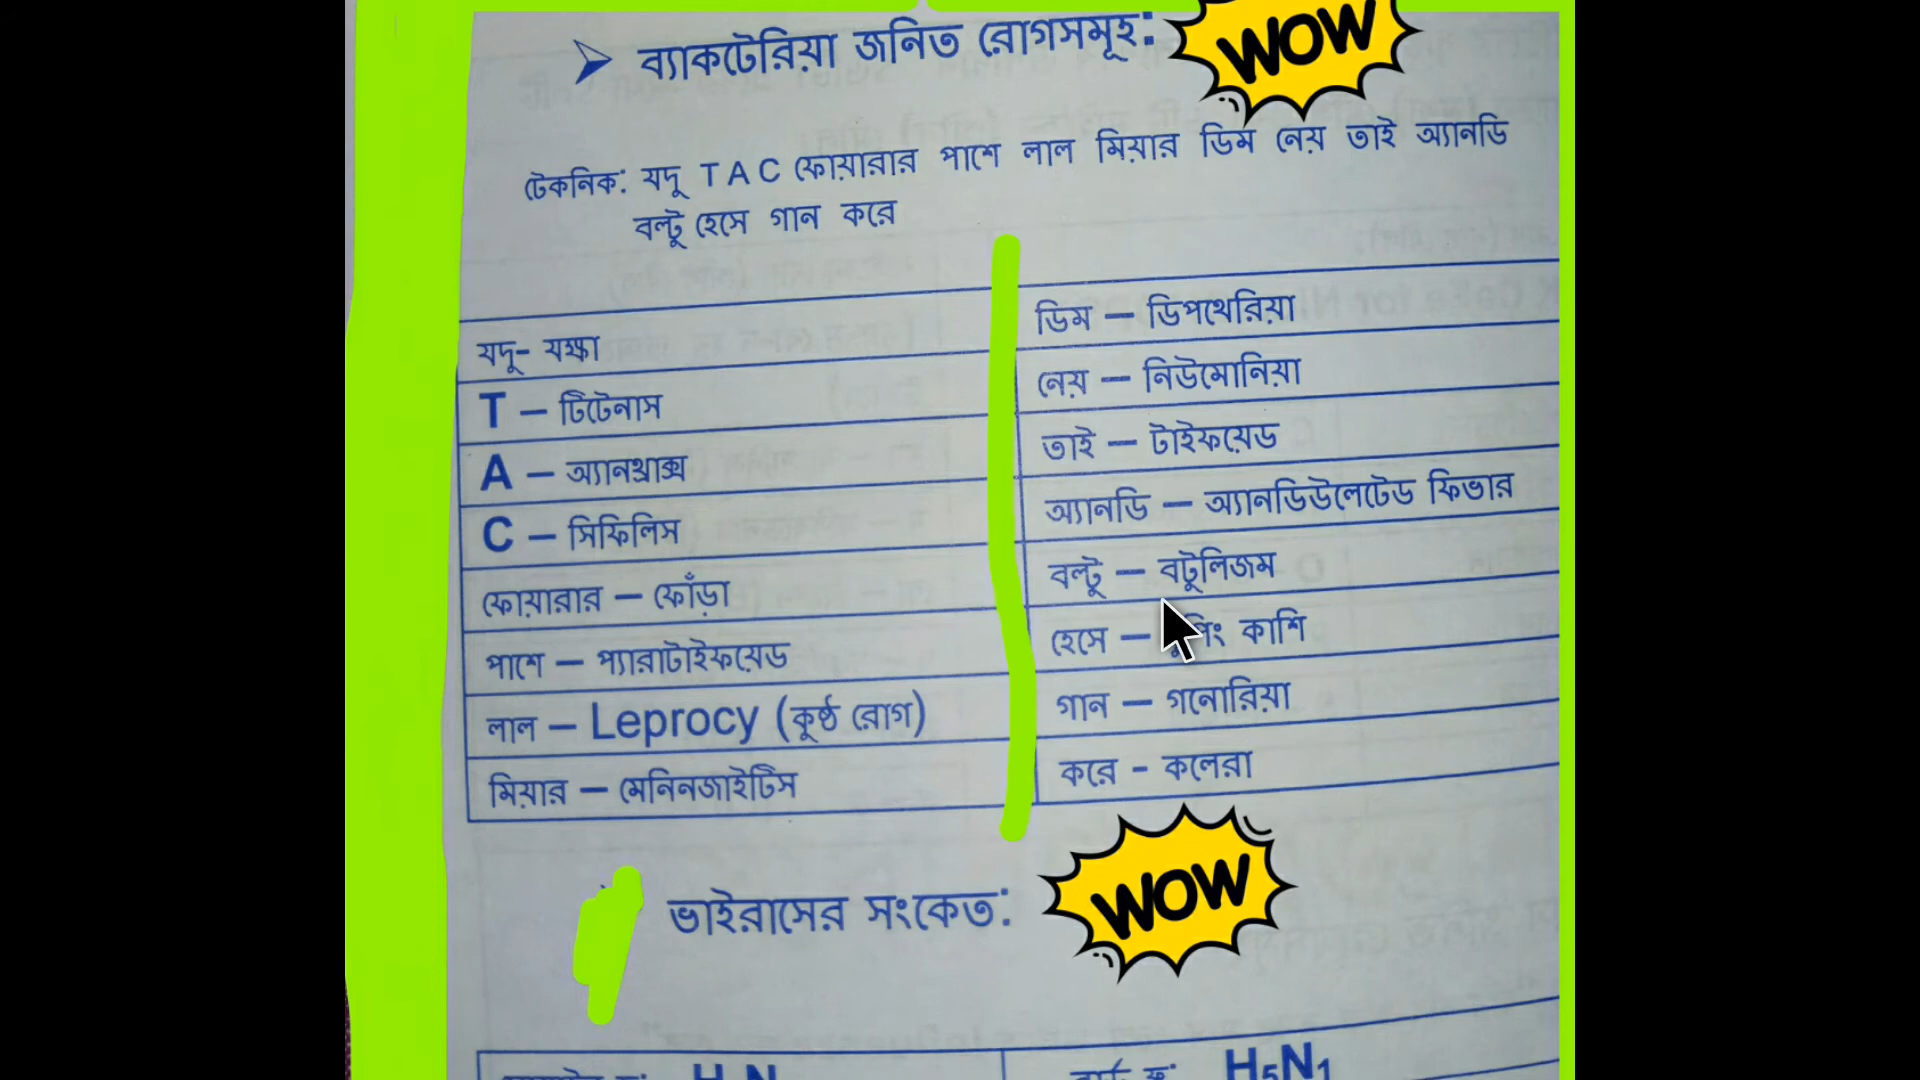 ➤ ব্যাকটেরিয়া জনিত রোগসমূহ:
WOW
টেকনিক: যদু T A C ফোয়ারার পাশে লাল মিয়ার ডিম নেয় তাই অ্যানডি
বল্টু হেসে গান করে
যদু- যক্ষা
T – টিটেনাস
A – অ্যানথ্রাক্স
C – সিফিলিস
ফোয়ারার – ফোঁড়া
পাশে – প্যারাটাইফয়েড
লাল – Leprocy (কুষ্ঠ রোগ)
মিয়ার – মেনিনজাইটিস
ডিম – ডিপথেরিয়া
নেয় – নিউমোনিয়া
তাই – টাইফয়েড
অ্যানডি – অ্যানডিউলেটেড ফিভার
বল্টু – বটুলিজম
হেসে – কাশি
গান – গনোরিয়া
করে - কলেরা
ভাইরাসের সংকেত:
WOW
H5N1